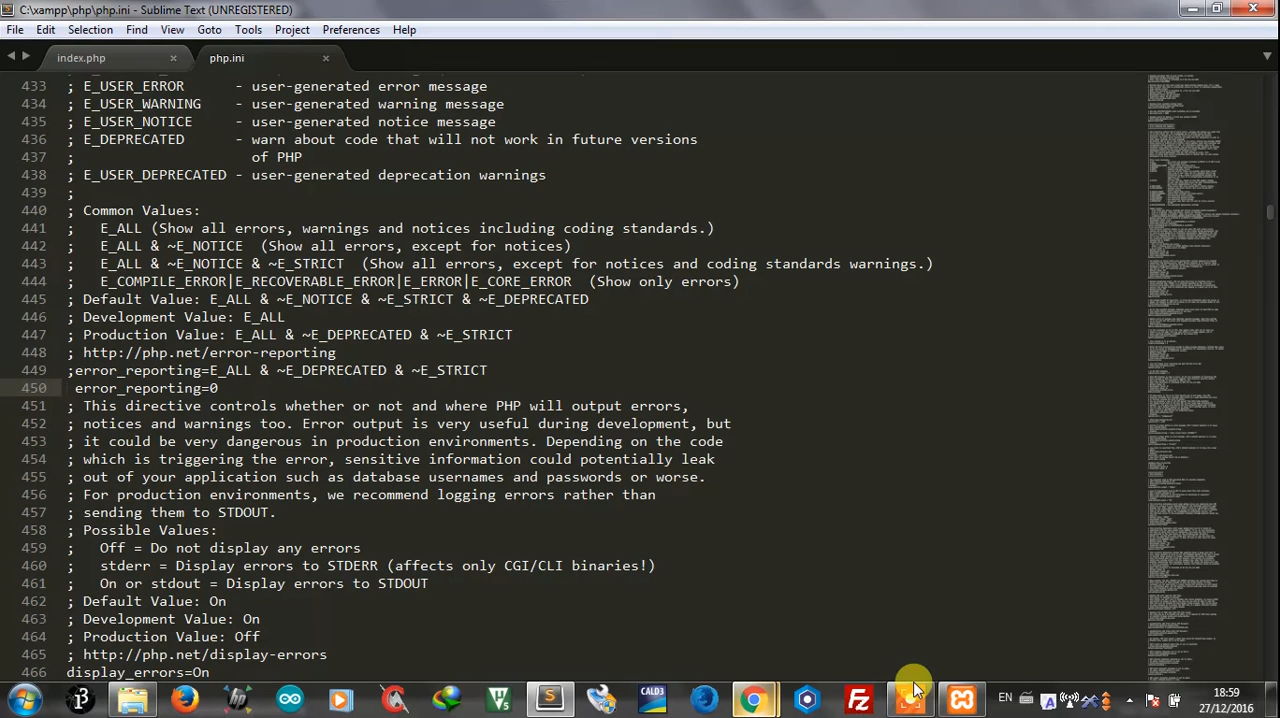 C:\xampp\php\php.ini - Sublime Text (UNREGISTERED)
File Edit Selection Find View Goto Tools Project Preferences Help
index.php × php.ini ×
433 ; E_USER_ERROR - user-generated error message
434 ; E_USER_WARNING - user-generated warning message
435 ; E_USER_NOTICE - user-generated notice message
436 ; E_DEPRECATED - warn about code that will not work in future versions
437 ; of PHP
438 ; E_USER_DEPRECATED - user-generated deprecation warnings
439 ;
440 ; Common Values:
441 ; E_ALL (Show all errors, warnings and notices including coding standards.)
442 ; E_ALL & ~E_NOTICE (Show all errors, except for notices)
443 ; E_ALL & ~E_NOTICE & ~E_STRICT (Show all errors, except for notices and coding standards warnings.)
444 ; E_COMPILE_ERROR|E_RECOVERABLE_ERROR|E_ERROR|E_CORE_ERROR (Show only errors)
445 ; Default Value: E_ALL & ~E_NOTICE & ~E_STRICT & ~E_DEPRECATED
446 ; Development Value: E_ALL
447 ; Production Value: E_ALL & ~E_DEPRECATED & ~E_STRICT
448 ; http://php.net/error-reporting
449 ;error_reporting=E_ALL & ~E_DEPRECATED & ~E_STRICT
450 error_reporting=0
451 ; This directive controls whether or not and where PHP will output errors,
452 ; notices and warnings too. Error output is very useful during development, but
453 ; it could be very dangerous in production environments. Depending on the code
454 ; which is triggering the error, sensitive information could potentially leak
455 ; out of your application such as database usernames and passwords or worse.
456 ; For production environments, we recommend logging errors rather than
457 ; sending them to STDOUT.
458 ; Possible Values:
459 ; Off = Do not display any errors
460 ; stderr = Display errors to STDERR (affects only CGI/CLI binaries!)
461 ; On or stdout = Display errors to STDOUT
462 ; Default Value: On
463 ; Development Value: On
464 ; Production Value: Off
465 ; http://php.net/display-errors
466 display_errors=On
CALD3
EN
18:59
27/12/2016